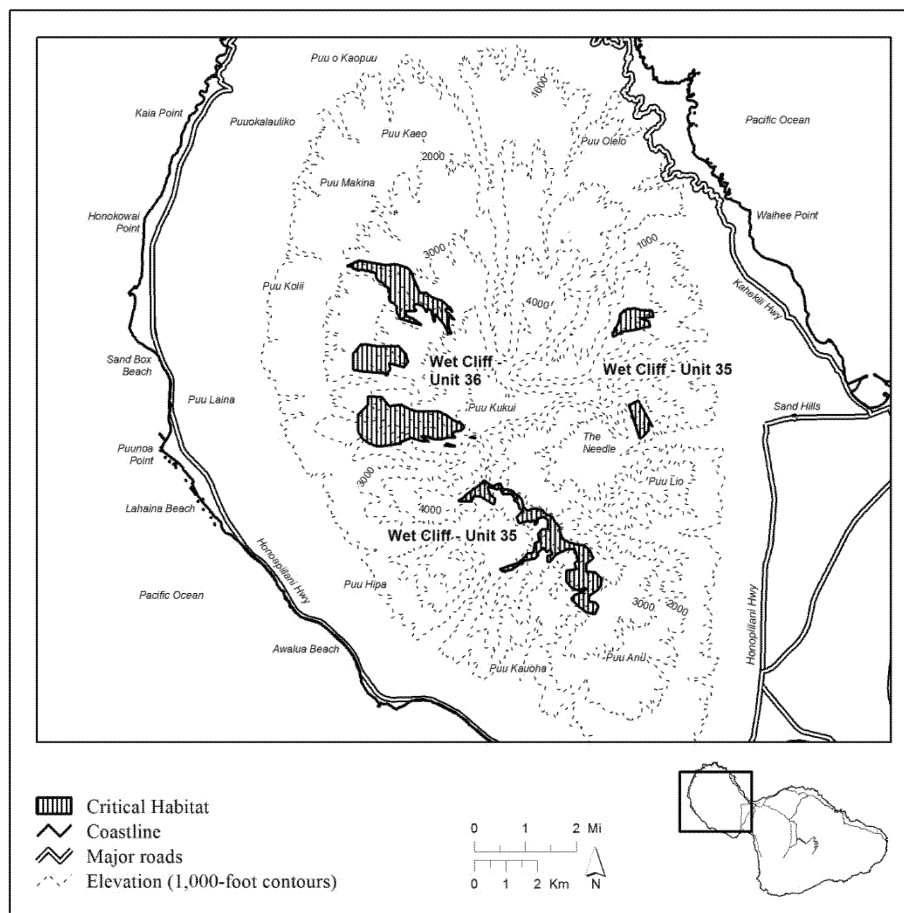 Puu o Kaopuu
Kaia Point
Puuokalauliko
Puu Kaeo
Puu Olelo
Pacific Ocean
2000
Puu Makina
Honokowai
Point
Waihee Point
3000
1000
Puu Kolii
Kahekili Hwy
4000
Wet Cliff -
Unit 36
Wet Cliff - Unit 35
Sand Box
Beach
Puu Laina
Puu Kukui
Sand Hills
The
Needle
Puunoa
Point
3000
Puu Lio
Lahaina Beach
4000
Wet Cliff - Unit 35
Honoapiilani Hwy
Puu Hipa
Pacific Ocean
3000
2000
Honopiilani Hwy
Awalua Beach
Puu Kauoha
Puu Anu
Critical Habitat
Coastline
Major roads
Elevation (1,000-foot contours)
0 1 2 Mi
0 1 2 Km
N